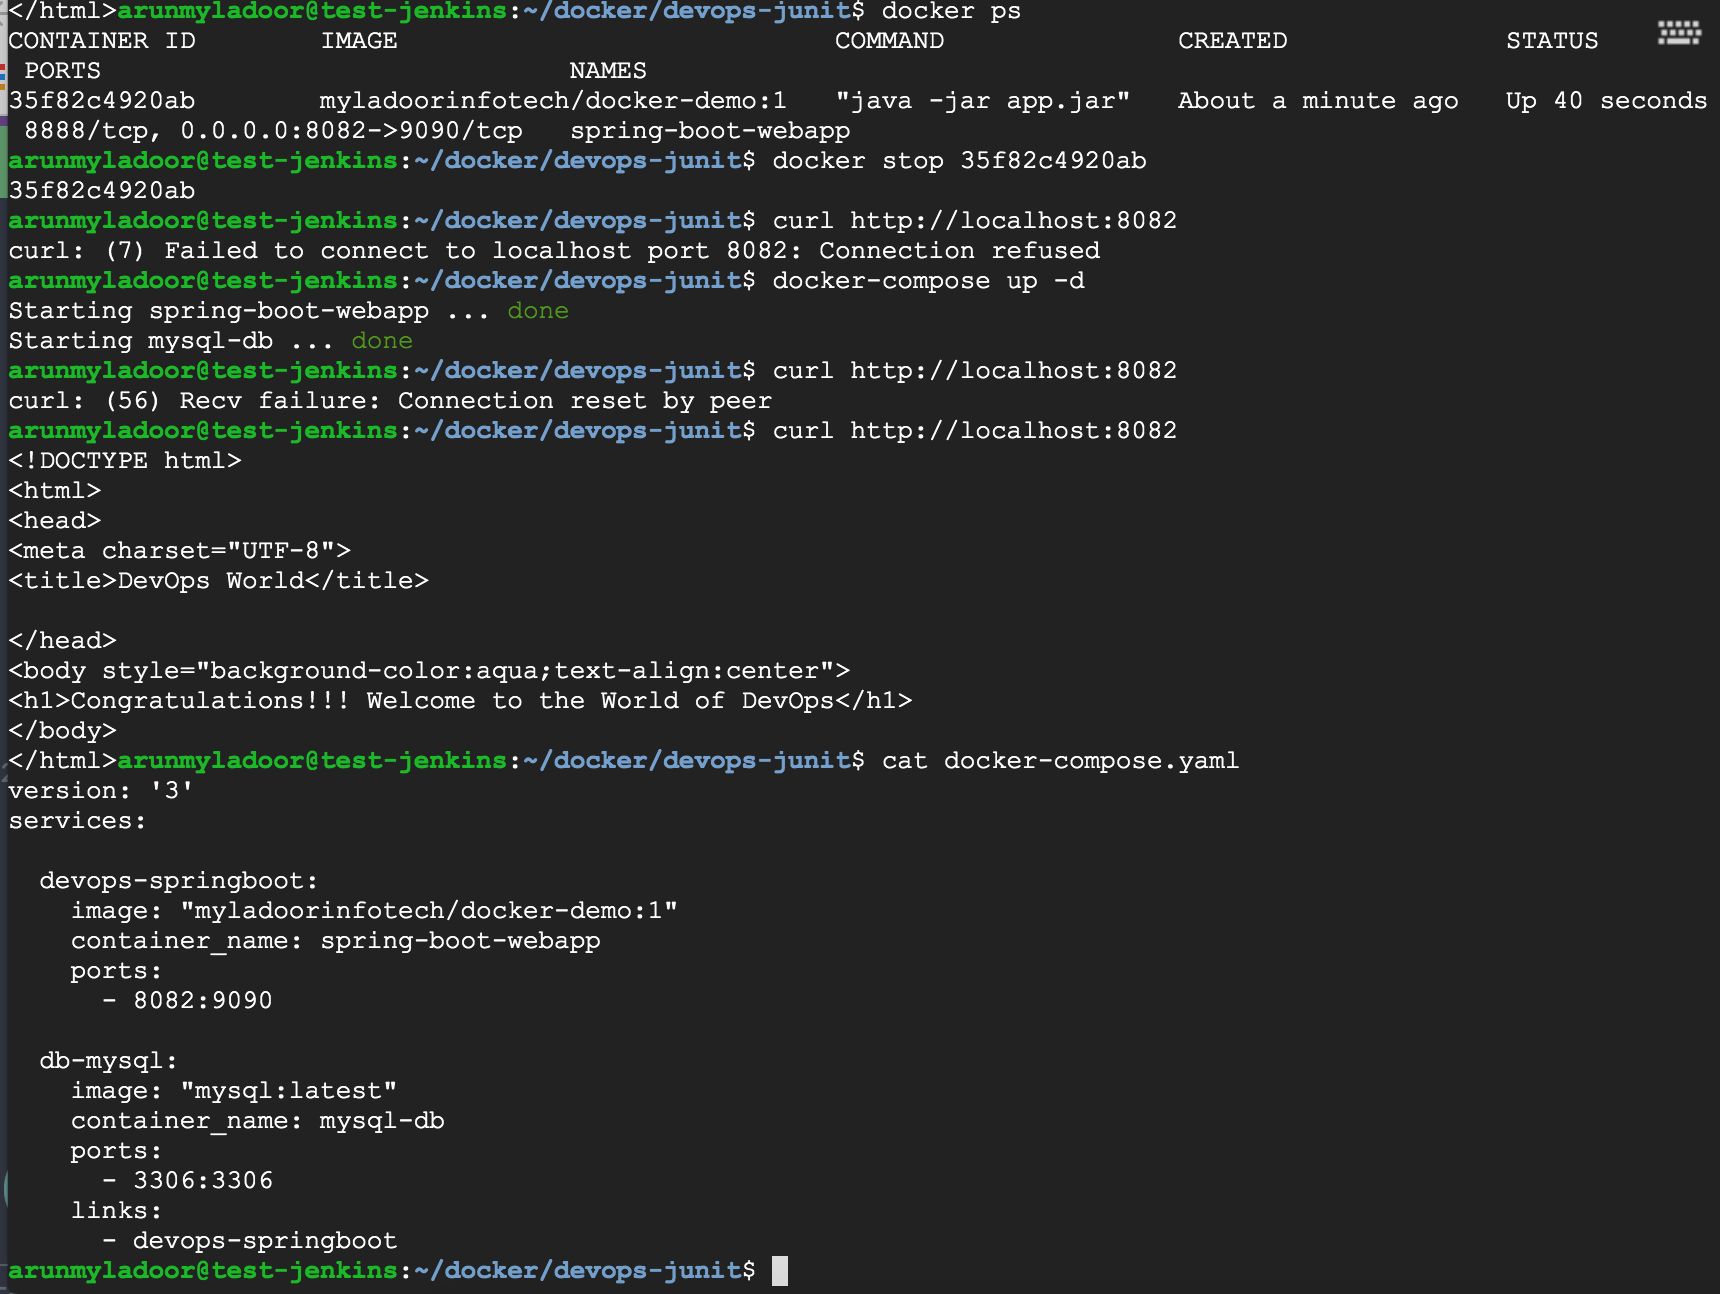 </html>arunmyladoor@test-jenkins:~/docker/devops-junit$ docker ps
CONTAINER ID        IMAGE                            COMMAND               CREATED              STATUS
 PORTS                              NAMES
35f82c4920ab        myladoorinfotech/docker-demo:1   "java -jar app.jar"   About a minute ago   Up 40 seconds
 8888/tcp, 0.0.0.0:8082->9090/tcp   spring-boot-webapp
arunmyladoor@test-jenkins:~/docker/devops-junit$ docker stop 35f82c4920ab
35f82c4920ab
arunmyladoor@test-jenkins:~/docker/devops-junit$ curl http://localhost:8082
curl: (7) Failed to connect to localhost port 8082: Connection refused
arunmyladoor@test-jenkins:~/docker/devops-junit$ docker-compose up -d
Starting spring-boot-webapp ... done
Starting mysql-db ... done
arunmyladoor@test-jenkins:~/docker/devops-junit$ curl http://localhost:8082
curl: (56) Recv failure: Connection reset by peer
arunmyladoor@test-jenkins:~/docker/devops-junit$ curl http://localhost:8082
<!DOCTYPE html>
<html>
<head>
<meta charset="UTF-8">
<title>DevOps World</title>

</head>
<body style="background-color:aqua;text-align:center">
<h1>Congratulations!!! Welcome to the World of DevOps</h1>
</body>
</html>arunmyladoor@test-jenkins:~/docker/devops-junit$ cat docker-compose.yaml
version: '3'
services:

  devops-springboot:
    image: "myladoorinfotech/docker-demo:1"
    container_name: spring-boot-webapp
    ports:
      - 8082:9090

  db-mysql:
    image: "mysql:latest"
    container_name: mysql-db
    ports:
      - 3306:3306
    links:
      - devops-springboot
arunmyladoor@test-jenkins:~/docker/devops-junit$